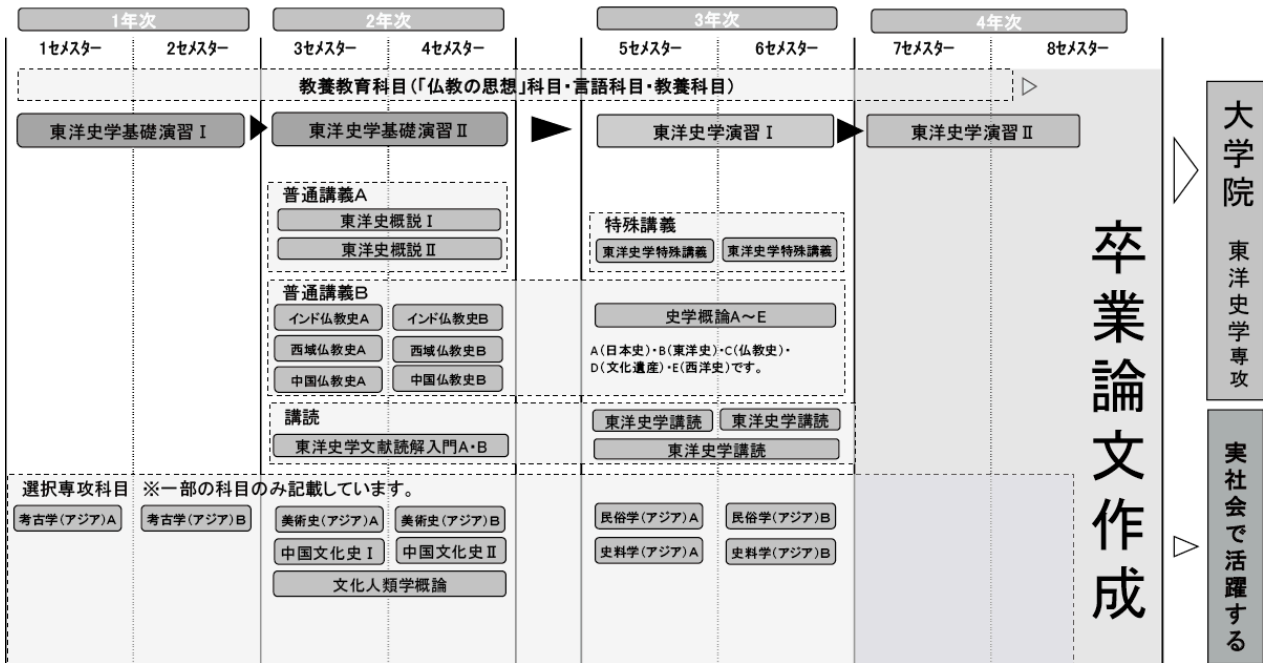 1年次
2年次
3年次
4年次
1セメスター
2セメスター
3セメスター
4セメスター
5セメスター
6セメスター
7セメスター
8セメスター
教養教育科目(「仏教の思想」科目・言語科目・教養科目)
東洋史学基礎演習Ⅰ
東洋史学基礎演習Ⅱ
東洋史学演習Ⅰ
東洋史学演習Ⅱ
普通講義A
東洋史概説Ⅰ
東洋史概説Ⅱ
特殊講義
東洋史学特殊講義
東洋史学特殊講義
普通講義B
インド仏教史A
インド仏教史B
西域仏教史A
西域仏教史B
中国仏教史A
中国仏教史B
史学概論A～E
A(日本史)・B(東洋史)・C(仏教史)・
D(文化遺産)・E(西洋史)です。
講読
東洋史学文献読解入門A・B
東洋史学講読
東洋史学講読
東洋史学講読
選択専攻科目 ※一部の科目のみ記載しています。
考古学(アジア)A
考古学(アジア)B
美術史(アジア)A
美術史(アジア)B
民俗学(アジア)A
民俗学(アジア)B
中国文化史Ⅰ
中国文化史Ⅱ
史料学(アジア)A
史料学(アジア)B
文化人類学概論
卒業論文作成
大学院 東洋史学専攻
実社会で活躍する